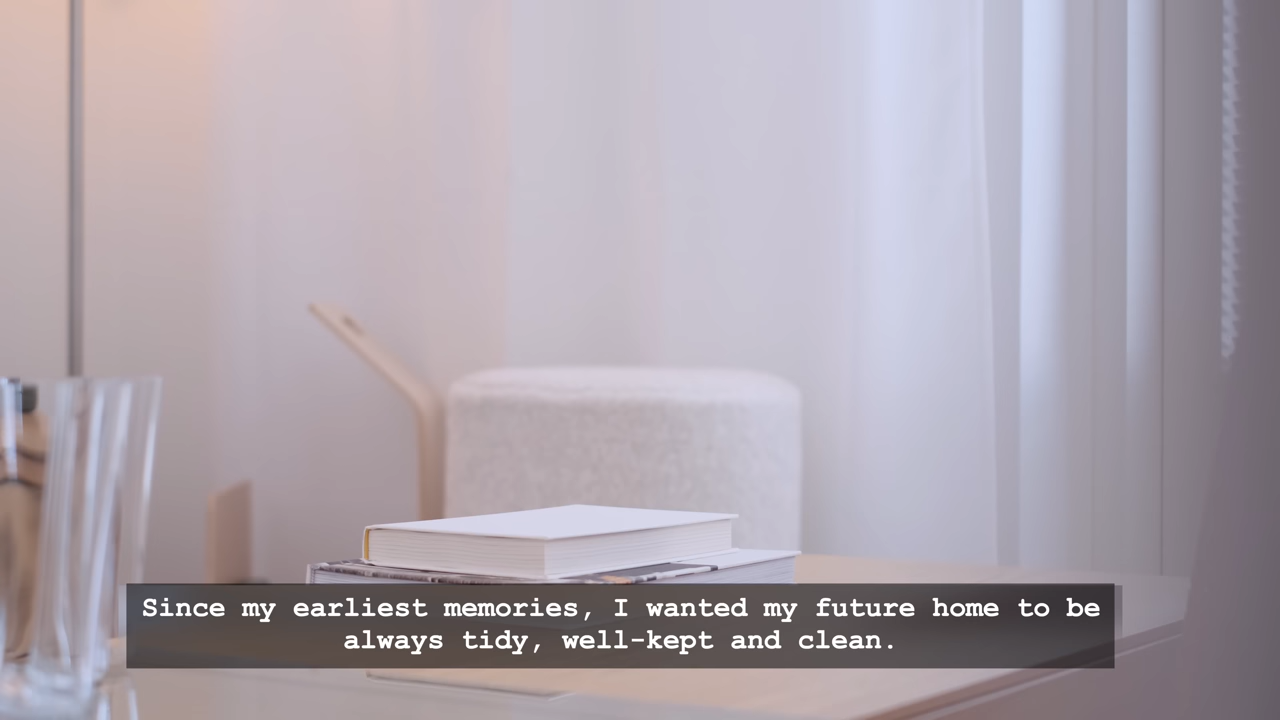 Since my earliest memories, I wanted my future home to be
always tidy, well-kept and clean.